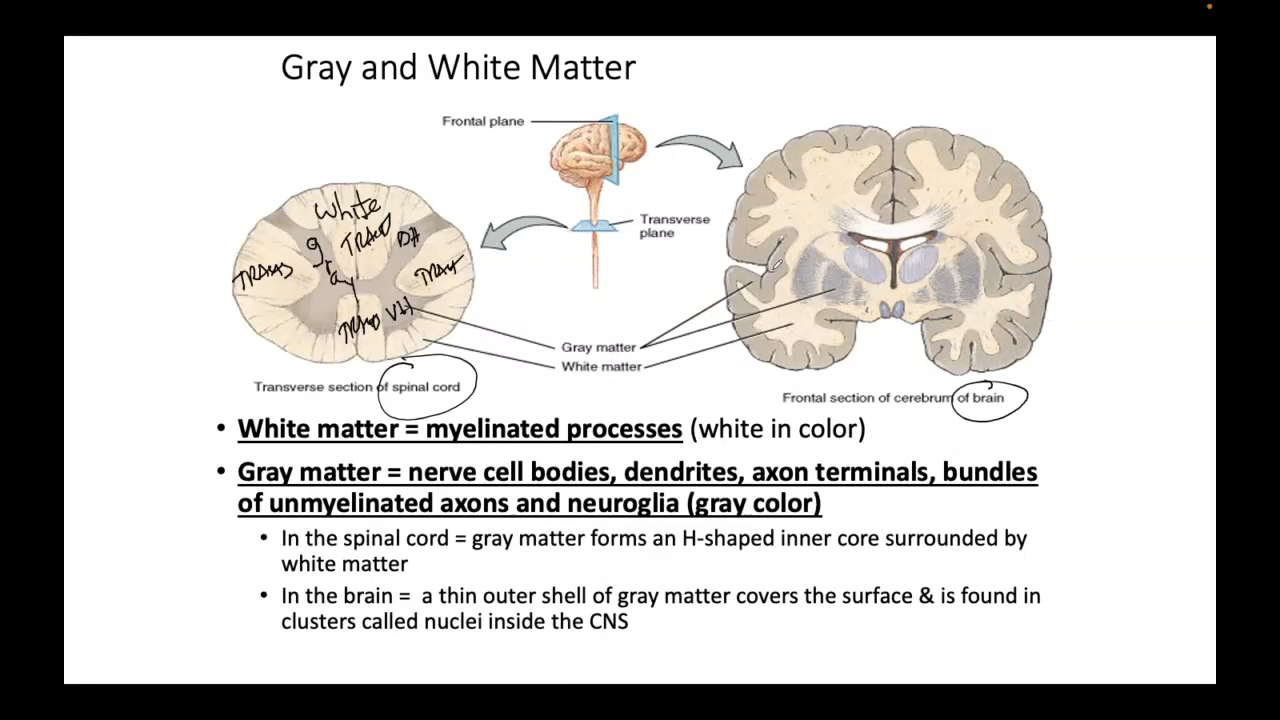 Gray and White Matter
Frontal plane
Transverse
plane
White
gray
TRACT
DH
TRACT
VH
Gray matter
White matter
Transverse section of spinal cord
Frontal section of cerebrum of brain
• White matter = myelinated processes (white in color)
• Gray matter = nerve cell bodies, dendrites, axon terminals, bundles
of unmyelinated axons and neuroglia (gray color)
• In the spinal cord = gray matter forms an H-shaped inner core surrounded by
white matter
• In the brain = a thin outer shell of gray matter covers the surface & is found in
clusters called nuclei inside the CNS